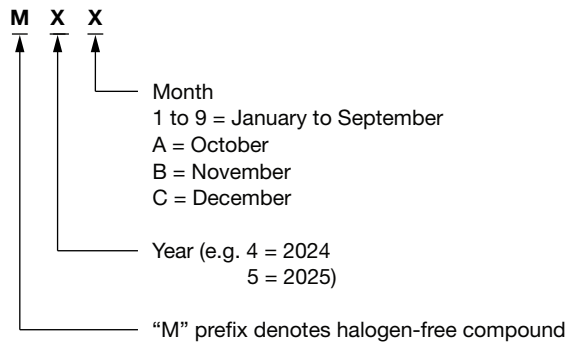 M X X
Month
1 to 9 = January to September
A = October
B = November
C = December
Year (e.g. 4 = 2024
5 = 2025)
“M” prefix denotes halogen-free compound